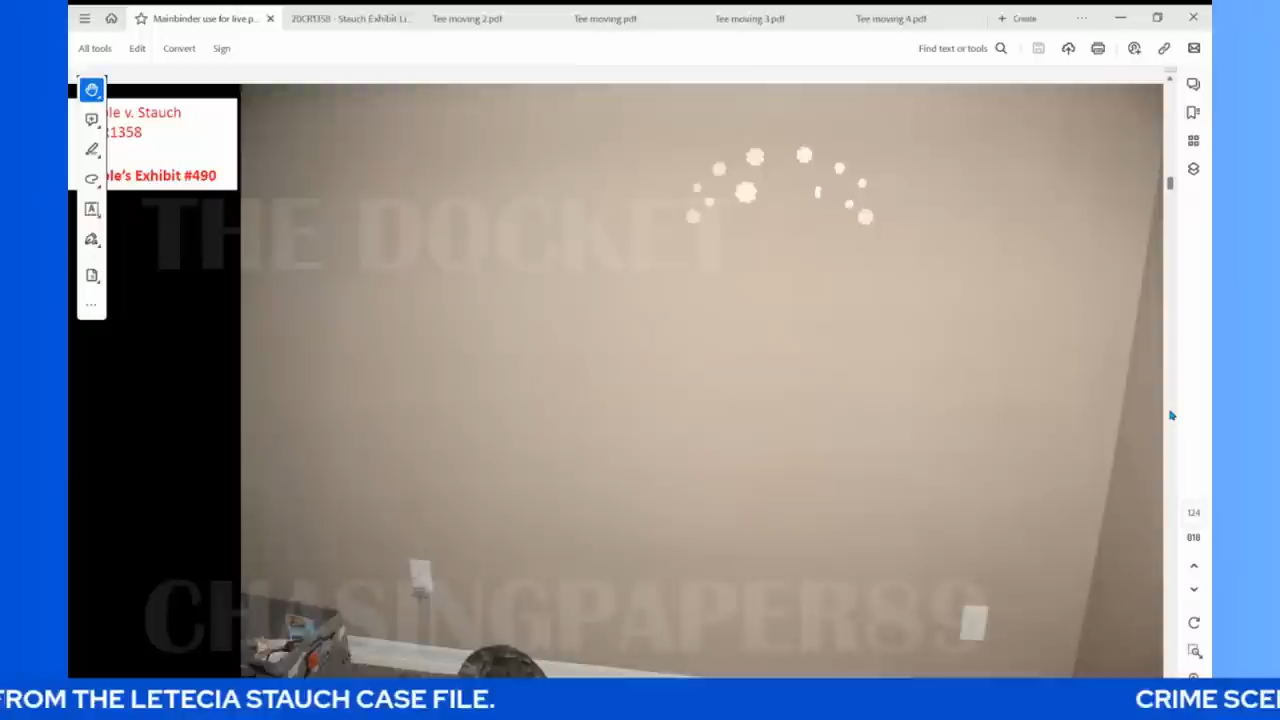 Mainbinder use for live p...
20CR1358 - Stauch Exhibit Li...
Tee moving 2.pdf
Tee moving.pdf
Tee moving 3.pdf
Tee moving 4.pdf
+ Create
All tools
Edit
Convert
Sign
Find text or tools
ple v. Stauch
R1358
ple's Exhibit #490
THE DOCKET
124
818
CHASINGPAPER89
FROM THE LETECIA STAUCH CASE FILE.
CRIME SCE